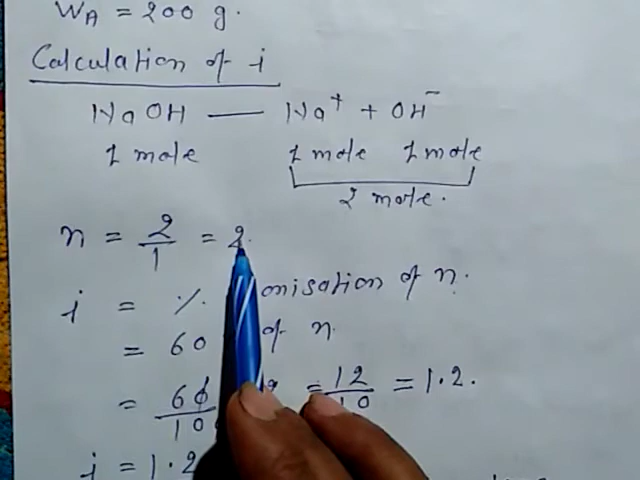 WA = 200 g.
Calculation of i
NaOH — Na⁺ + OH⁻
1 mole 1 mole 1 mole
2 mole.
n = 2/1 = 2.
i = % onisation of n.
= 60 of n.
= 60/10 = 12/10 = 1.2.
i = 1.2